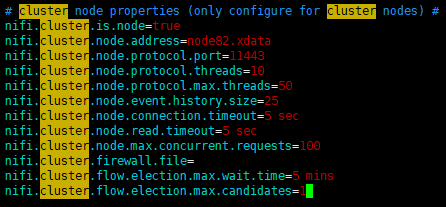 # cluster node properties (only configure for cluster nodes) #
nifi.cluster.is.node=true
nifi.cluster.node.address=node82.xdata
nifi.cluster.node.protocol.port=11443
nifi.cluster.node.protocol.threads=10
nifi.cluster.node.protocol.max.threads=50
nifi.cluster.node.event.history.size=25
nifi.cluster.node.connection.timeout=5 sec
nifi.cluster.node.read.timeout=5 sec
nifi.cluster.node.max.concurrent.requests=100
nifi.cluster.firewall.file=
nifi.cluster.flow.election.max.wait.time=5 mins
nifi.cluster.flow.election.max.candidates=1